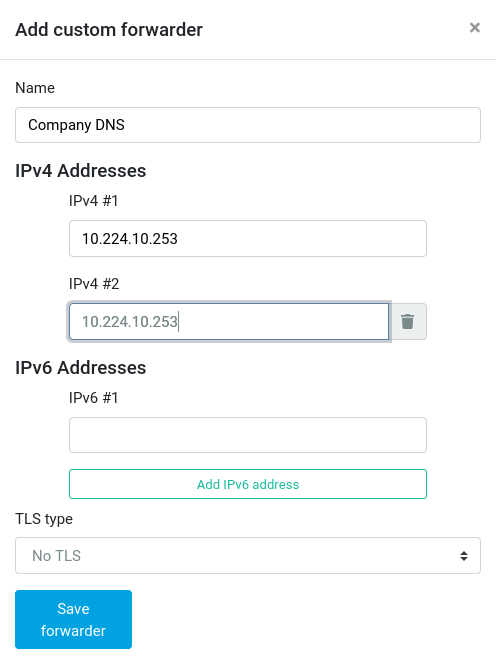 Add custom forwarder
×
Name
Company DNS
IPv4 Addresses
IPv4 #1
10.224.10.253
IPv4 #2
10.224.10.253
IPv6 Addresses
IPv6 #1
Add IPv6 address
TLS type
No TLS
Save
forwarder